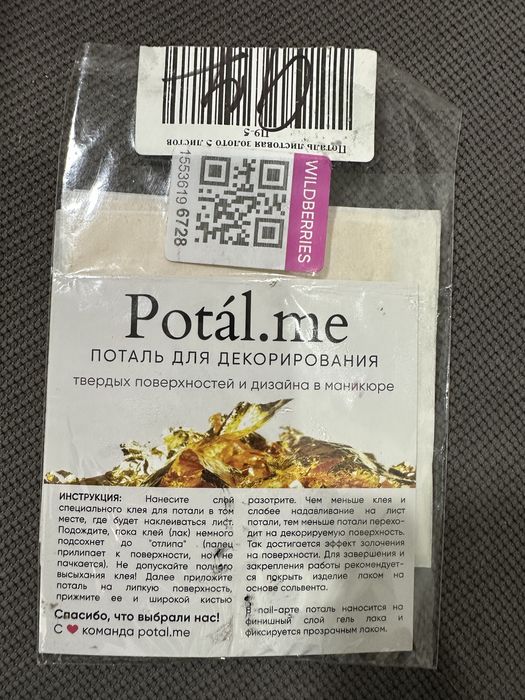 Поталь листовая золото 5 листов
П9-5
WILDBERRIES
1553619 6728
Potál.me
ПОТАЛЬ ДЛЯ ДЕКОРИРОВАНИЯ
твердых поверхностей и дизайна в маникюре
ИНСТРУКЦИЯ: Нанесите слой
специального клея для потали в том
месте, где будет наклеиваться лист.
Подождите, пока клей (лак) немного
подсохнет до "отлипа" (палец
прилипает к поверхности, но не
пачкается). Не допускайте полного
высыхания клея! Далее приложите
поталь на липкую поверхность,
прижмите ее и широкой кистью
Спасибо, что выбрали нас!
С ❤ команда potal.me
разотрите. Чем меньше клея и
слабее надавливание на лист
потали, тем меньше потали перехо-
дит на декорируемую поверхность.
Так достигается эффект золочения
на поверхности. Для завершения и
закрепления работы рекомендует-
ся покрыть изделие лаком на
основе сольвента.
В nail-арте поталь наносится на
финишный слой гель лака и
фиксируется прозрачным лаком.